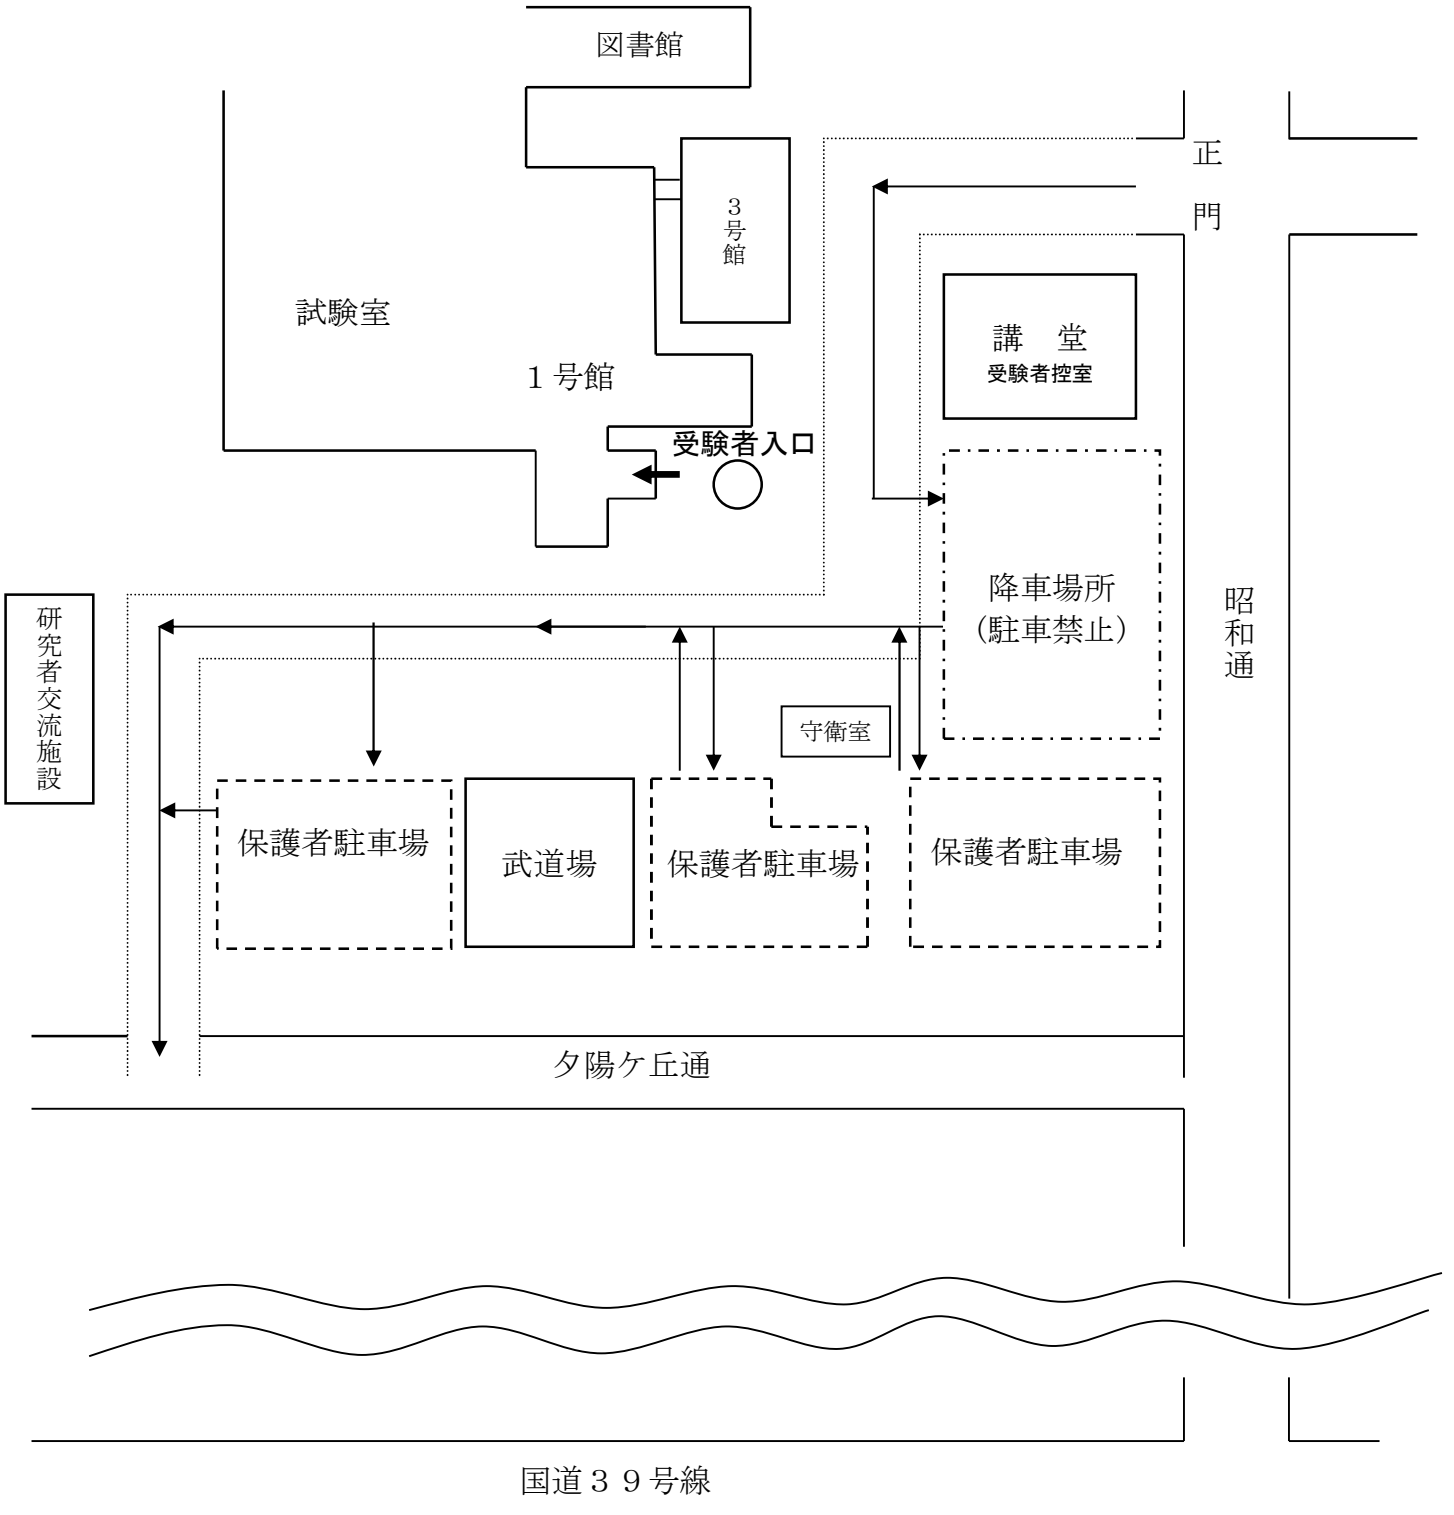 図書館
正門
３号館
試験室
講　堂
受験者控室
１号館
受験者入口
降車場所
（駐車禁止）
昭和通
研究者交流施設
守衛室
保護者駐車場
武道場
保護者駐車場
保護者駐車場
夕陽ケ丘通
国道３９号線